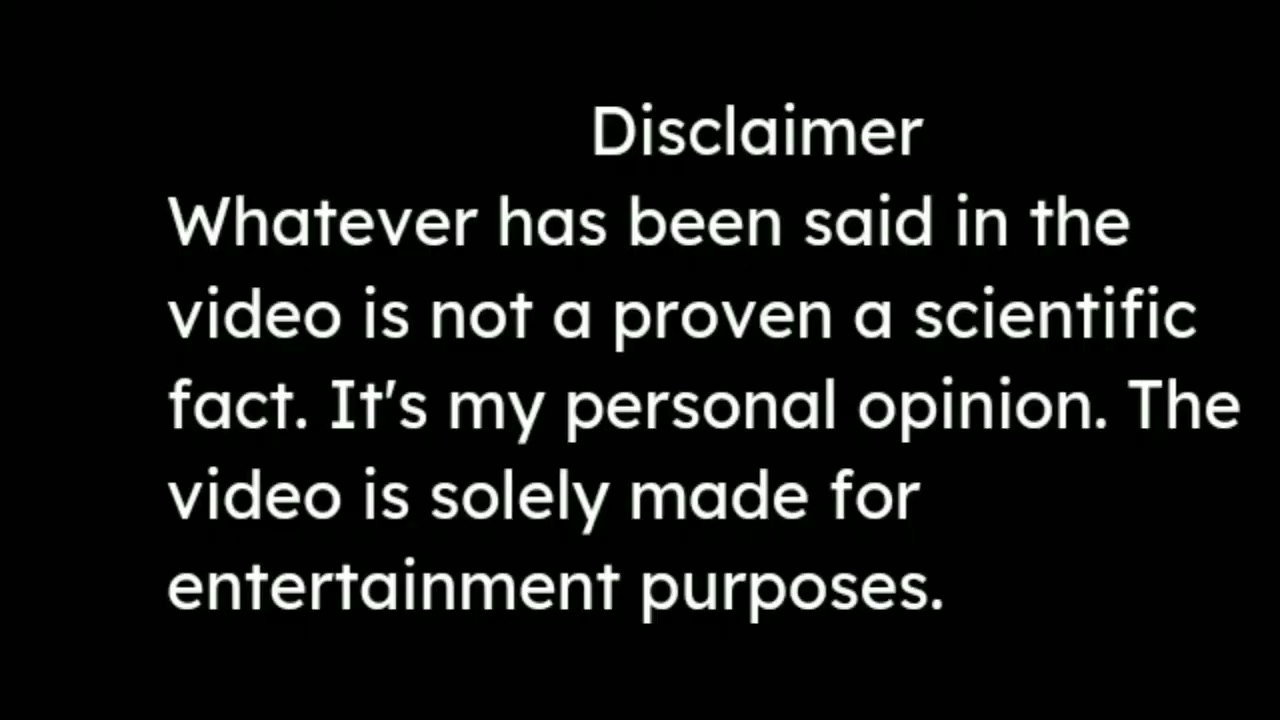 Disclaimer
Whatever has been said in the
video is not a proven a scientific
fact. It's my personal opinion. The
video is solely made for
entertainment purposes.